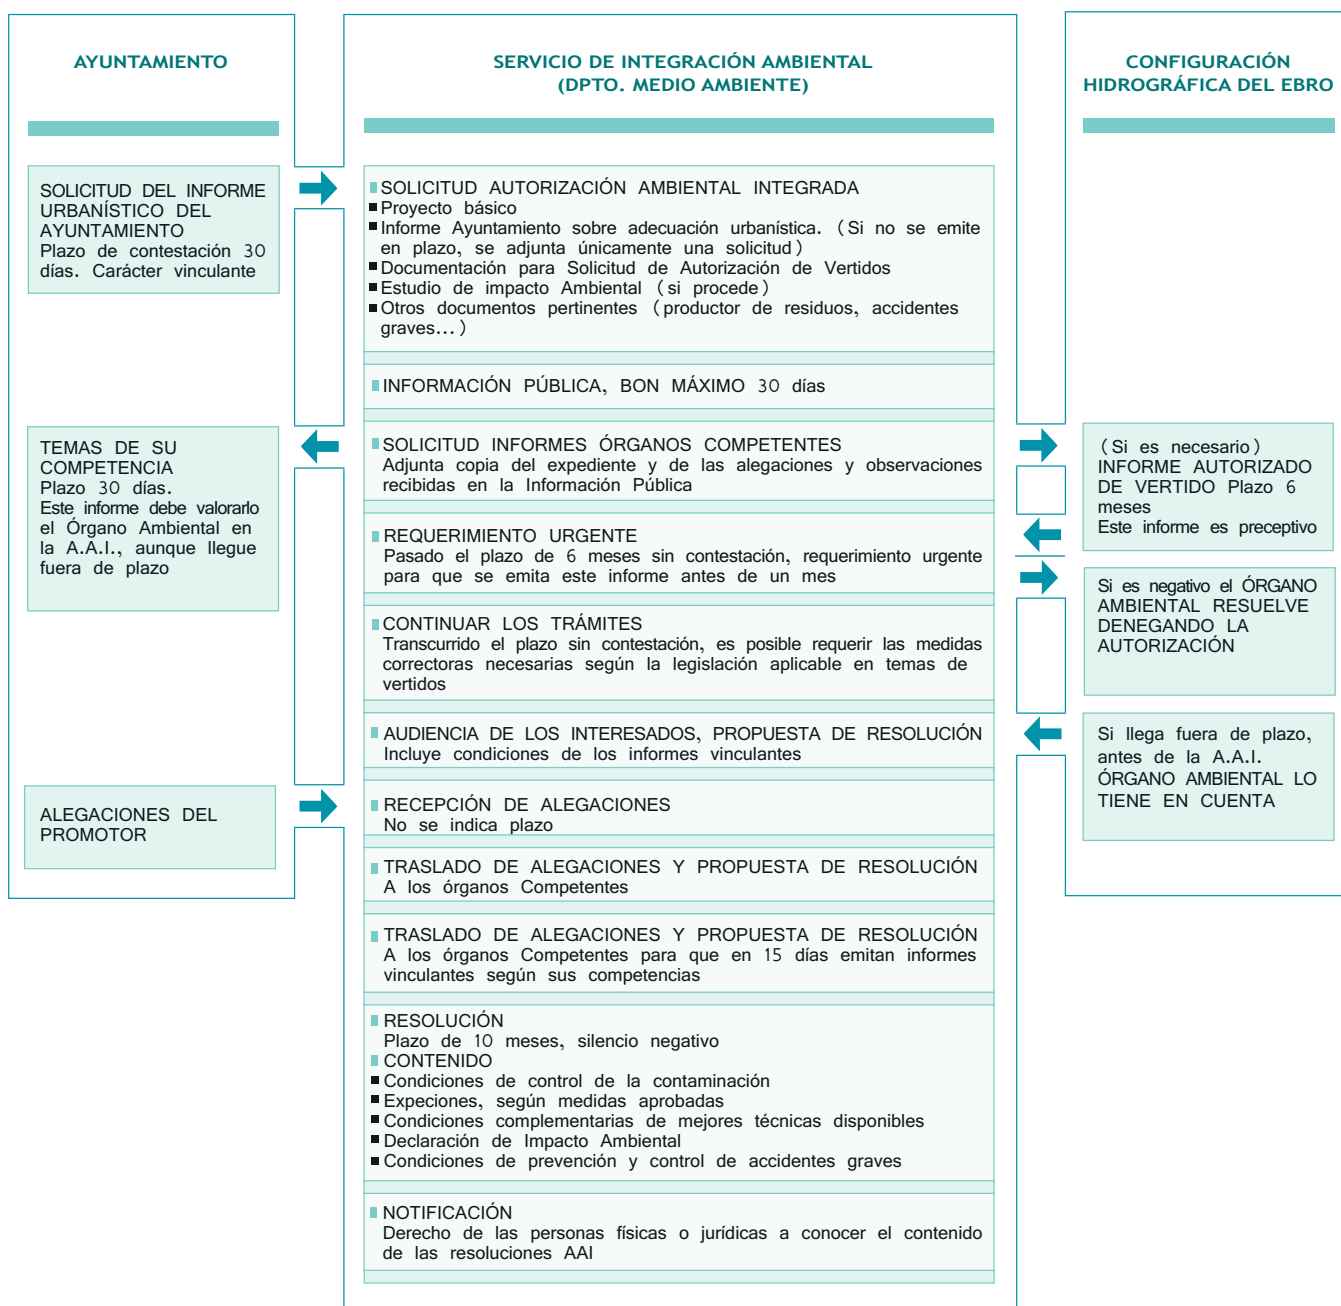 AYUNTAMIENTO
SOLICITUD DEL INFORME
URBANÍSTICO DEL
AYUNTAMIENTO
Plazo de contestación 30
días. Carácter vinculante
TEMAS DE SU
COMPETENCIA
Plazo 30 días.
Este informe debe valorarlo
el Órgano Ambiental en
la A.A.I., aunque llegue
fuera de plazo
ALEGACIONES DEL
PROMOTOR
SERVICIO DE INTEGRACIÓN AMBIENTAL
(DPTO. MEDIO AMBIENTE)
SOLICITUD AUTORIZACIÓN AMBIENTAL INTEGRADA
Proyecto básico
Informe Ayuntamiento sobre adecuación urbanística. (Si no se emite
en plazo, se adjunta únicamente una solicitud)
Documentación para Solicitud de Autorización de Vertidos
Estudio de impacto Ambiental (si procede)
Otros documentos pertinentes (productor de residuos, accidentes
graves...)
INFORMACIÓN PÚBLICA, BON MÁXIMO 30 días
SOLICITUD INFORMES ÓRGANOS COMPETENTES
Adjunta copia del expediente y de las alegaciones y observaciones
recibidas en la Información Pública
REQUERIMIENTO URGENTE
Pasado el plazo de 6 meses sin contestación, requerimiento urgente
para que se emita este informe antes de un mes
CONTINUAR LOS TRÁMITES
Transcurrido el plazo sin contestación, es posible requerir las medidas
correctoras necesarias según la legislación aplicable en temas de
vertidos
AUDIENCIA DE LOS INTERESADOS, PROPUESTA DE RESOLUCIÓN
Incluye condiciones de los informes vinculantes
RECEPCIÓN DE ALEGACIONES
No se indica plazo
TRASLADO DE ALEGACIONES Y PROPUESTA DE RESOLUCIÓN
A los órganos Competentes
TRASLADO DE ALEGACIONES Y PROPUESTA DE RESOLUCIÓN
A los órganos Competentes para que en 15 días emitan informes
vinculantes según sus competencias
RESOLUCIÓN
Plazo de 10 meses, silencio negativo
CONTENIDO
Condiciones de control de la contaminación
Expeciones, según medidas aprobadas
Condiciones complementarias de mejores técnicas disponibles
Declaración de Impacto Ambiental
Condiciones de prevención y control de accidentes graves
NOTIFICACIÓN
Derecho de las personas físicas o jurídicas a conocer el contenido
de las resoluciones AAI
CONFIGURACIÓN
HIDROGRÁFICA DEL EBRO
(Si es necesario)
INFORME AUTORIZADO
DE VERTIDO Plazo 6
meses
Este informe es preceptivo
Si es negativo el ÓRGANO
AMBIENTAL RESUELVE
DENEGANDO LA
AUTORIZACIÓN
Si llega fuera de plazo,
antes de la A.A.I.
ÓRGANO AMBIENTAL LO
TIENE EN CUENTA